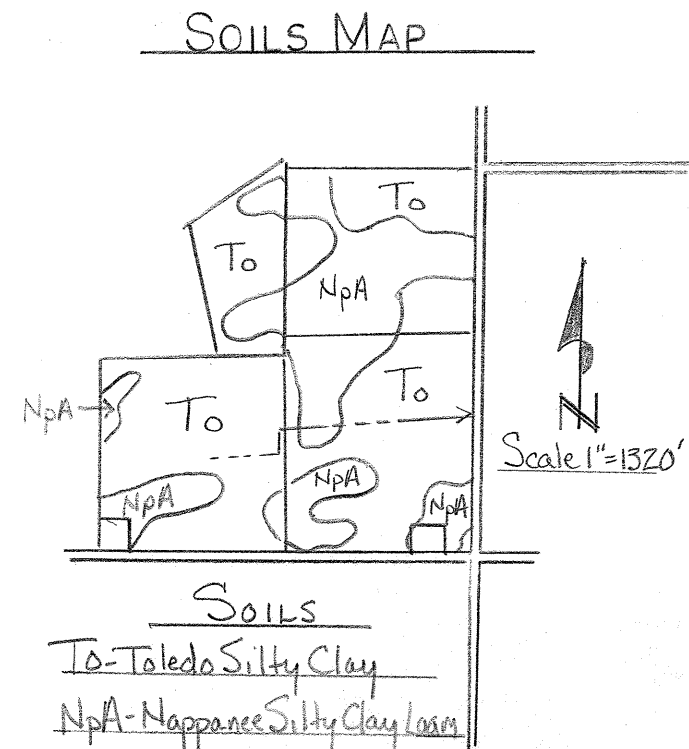 SOILS MAP
To
To
NpA
NpA
To
To
N
Scale 1"=1320'
NpA
NpA
NpA
SOILS
To-Toledo Silty Clay
NpA-Nappanee Silty Clay Loam